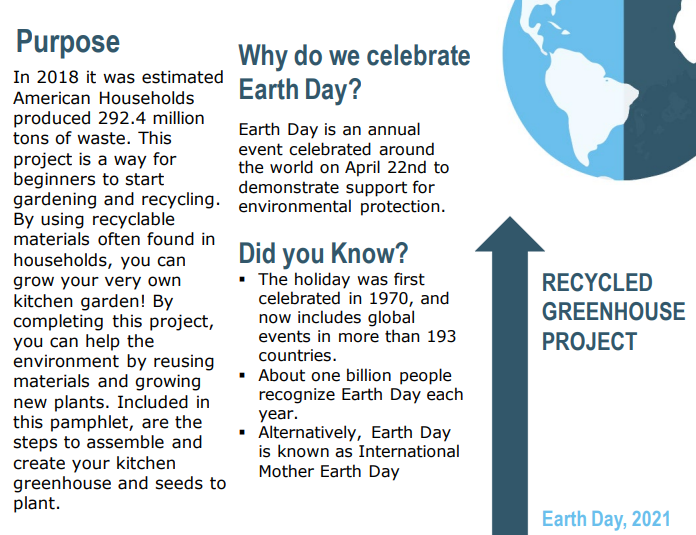 Purpose
In 2018 it was estimated
American Households
produced 292.4 million
tons of waste. This
project is a way for
beginners to start
gardening and recycling.
By using recyclable
materials often found in
households, you can
grow your very own
kitchen garden! By
completing this project,
you can help the
environment by reusing
materials and growing
new plants. Included in
this pamphlet, are the
steps to assemble and
create your kitchen
greenhouse and seeds to
plant.
Why do we celebrate
Earth Day?
Earth Day is an annual
event celebrated around
the world on April 22nd to
demonstrate support for
environmental protection.
Did you Know?
▪ The holiday was first
celebrated in 1970, and
now includes global
events in more than 193
countries.
▪ About one billion people
recognize Earth Day each
year.
▪ Alternatively, Earth Day
is known as International
Mother Earth Day
RECYCLED
GREENHOUSE
PROJECT
Earth Day, 2021